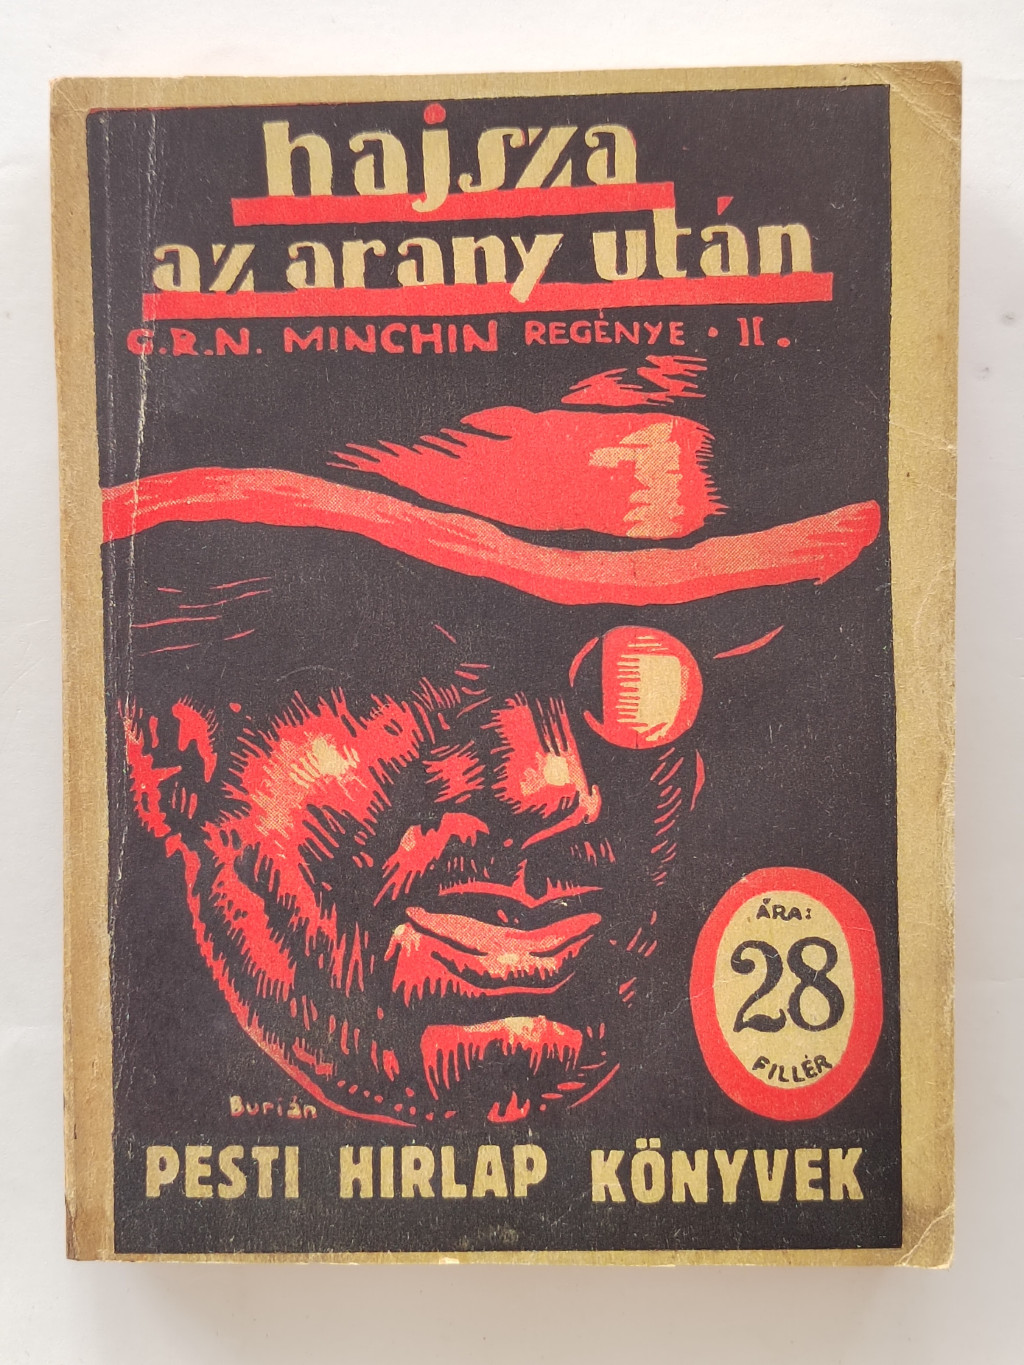 hajsza
az arany után
G.R.N. MINCHIN REGÉNYE • II.
ÁRA:
28
FILLÉR
Burián
PESTI HIRLAP KÖNYVEK